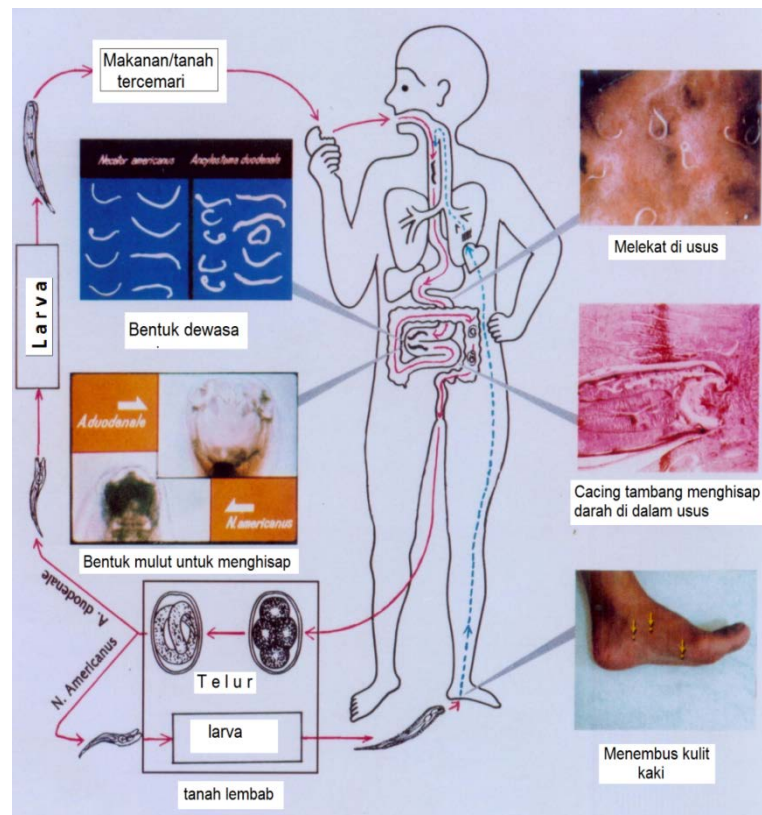 Makanan/tanah
tercemari
Necator americanus
Ancylostoma duodenale
Bentuk dewasa
Melekat di usus
Larva
A.duodenale
N.americanus
Bentuk mulut untuk menghisap
Cacing tambang menghisap
darah di dalam usus
A. duodenale
N. Americanus
Telur
larva
tanah lembab
Menembus kulit
kaki